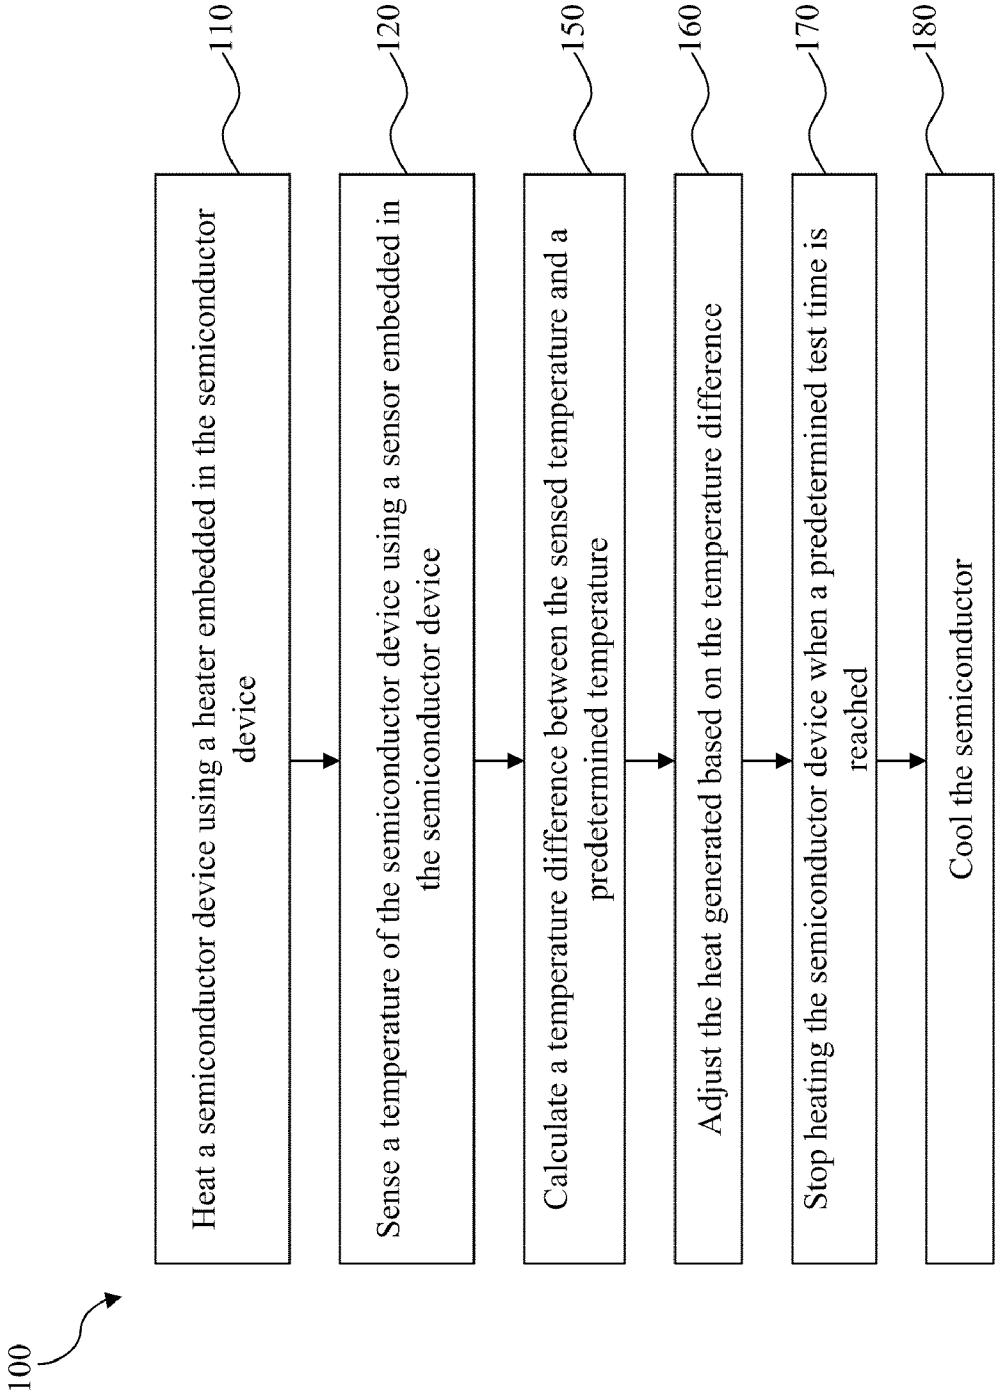 100
110
Heat a semiconductor device using a heater embedded in the semiconductor
device
120
Sense a temperature of the semiconductor device using a sensor embedded in
the semiconductor device
150
Calculate a temperature difference between the sensed temperature and a
predetermined temperature
160
Adjust the heat generated based on the temperature difference
170
Stop heating the semiconductor device when a predetermined test time is
reached
180
Cool the semiconductor